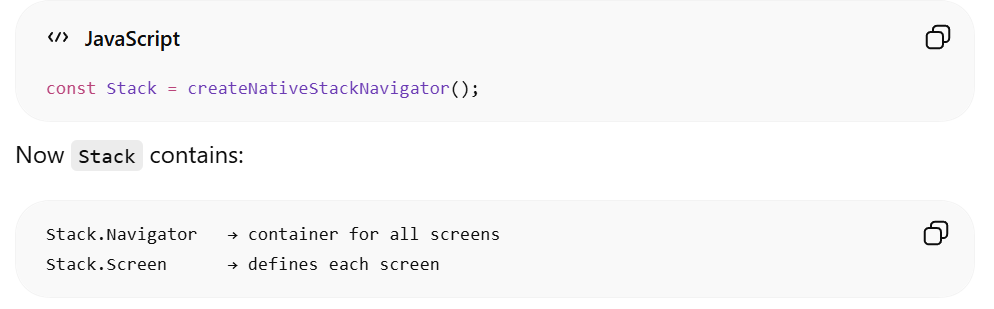 </> JavaScript
const Stack = createNativeStackNavigator();
Now Stack contains:
Stack.Navigator   → container for all screens
Stack.Screen      → defines each screen